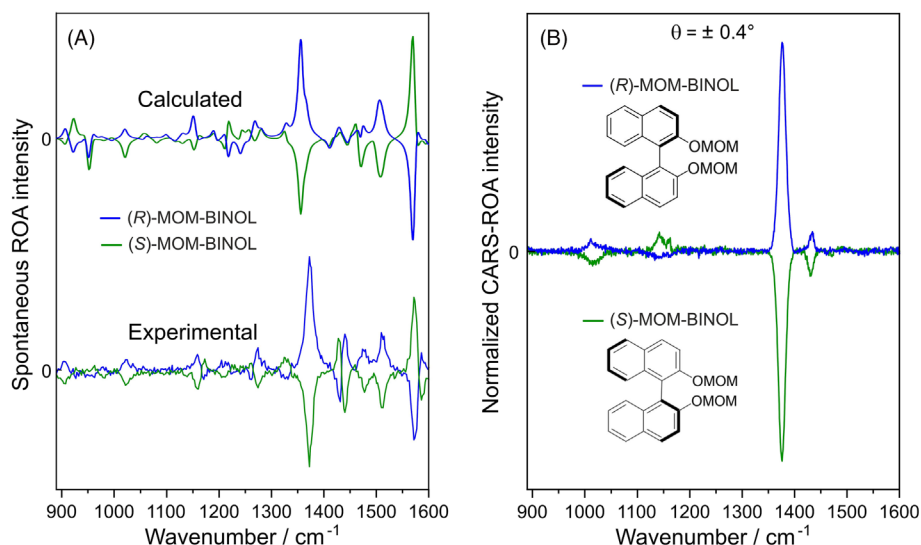 (A)
Spontaneous ROA intensity
Calculated
0
(R)-MOM-BINOL
(S)-MOM-BINOL
Experimental
0
900 1000 1100 1200 1300 1400 1500 1600
Wavenumber / cm⁻¹
(B)
θ = ± 0.4°
Normalized CARS-ROA intensity
(R)-MOM-BINOL
OMOM
OMOM
0
(S)-MOM-BINOL
OMOM
OMOM
900 1000 1100 1200 1300 1400 1500 1600
Wavenumber / cm⁻¹